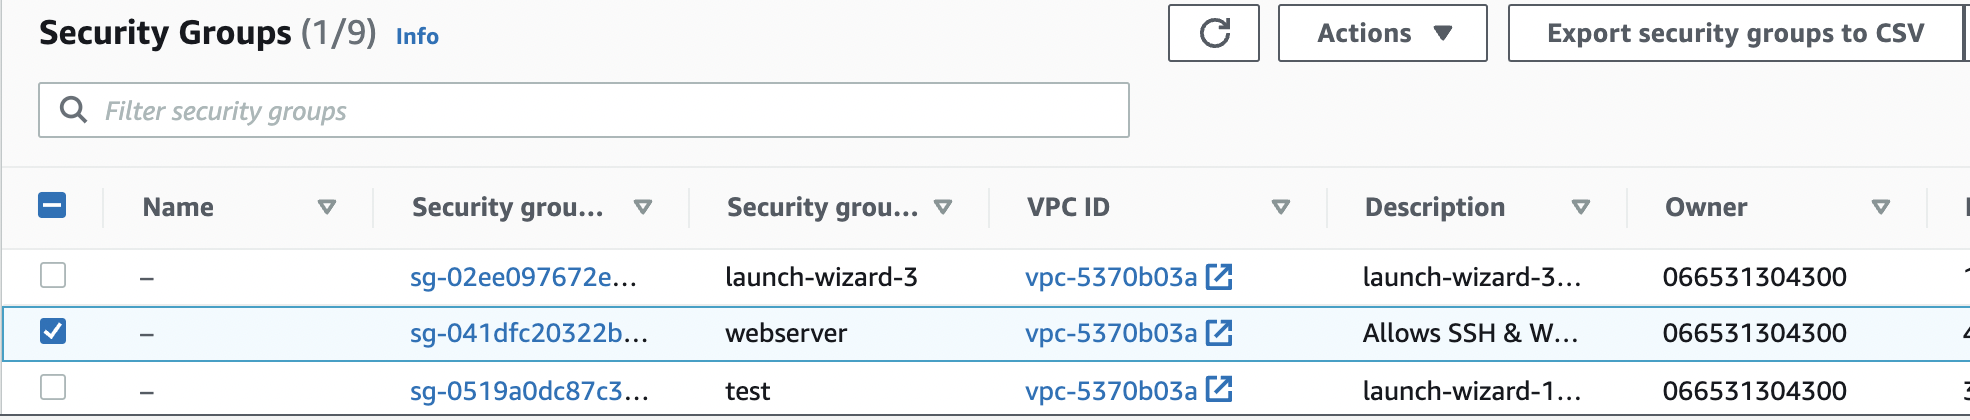 Security Groups (1/9) Info
Actions
Export security groups to CSV
Filter security groups
Name Security grou... Security grou... VPC ID Description Owner
– sg-02ee097672e... launch-wizard-3 vpc-5370b03a launch-wizard-3... 066531304300
– sg-041dfc20322b... webserver vpc-5370b03a Allows SSH & W... 066531304300
– sg-0519a0dc87c3... test vpc-5370b03a launch-wizard-1... 066531304300